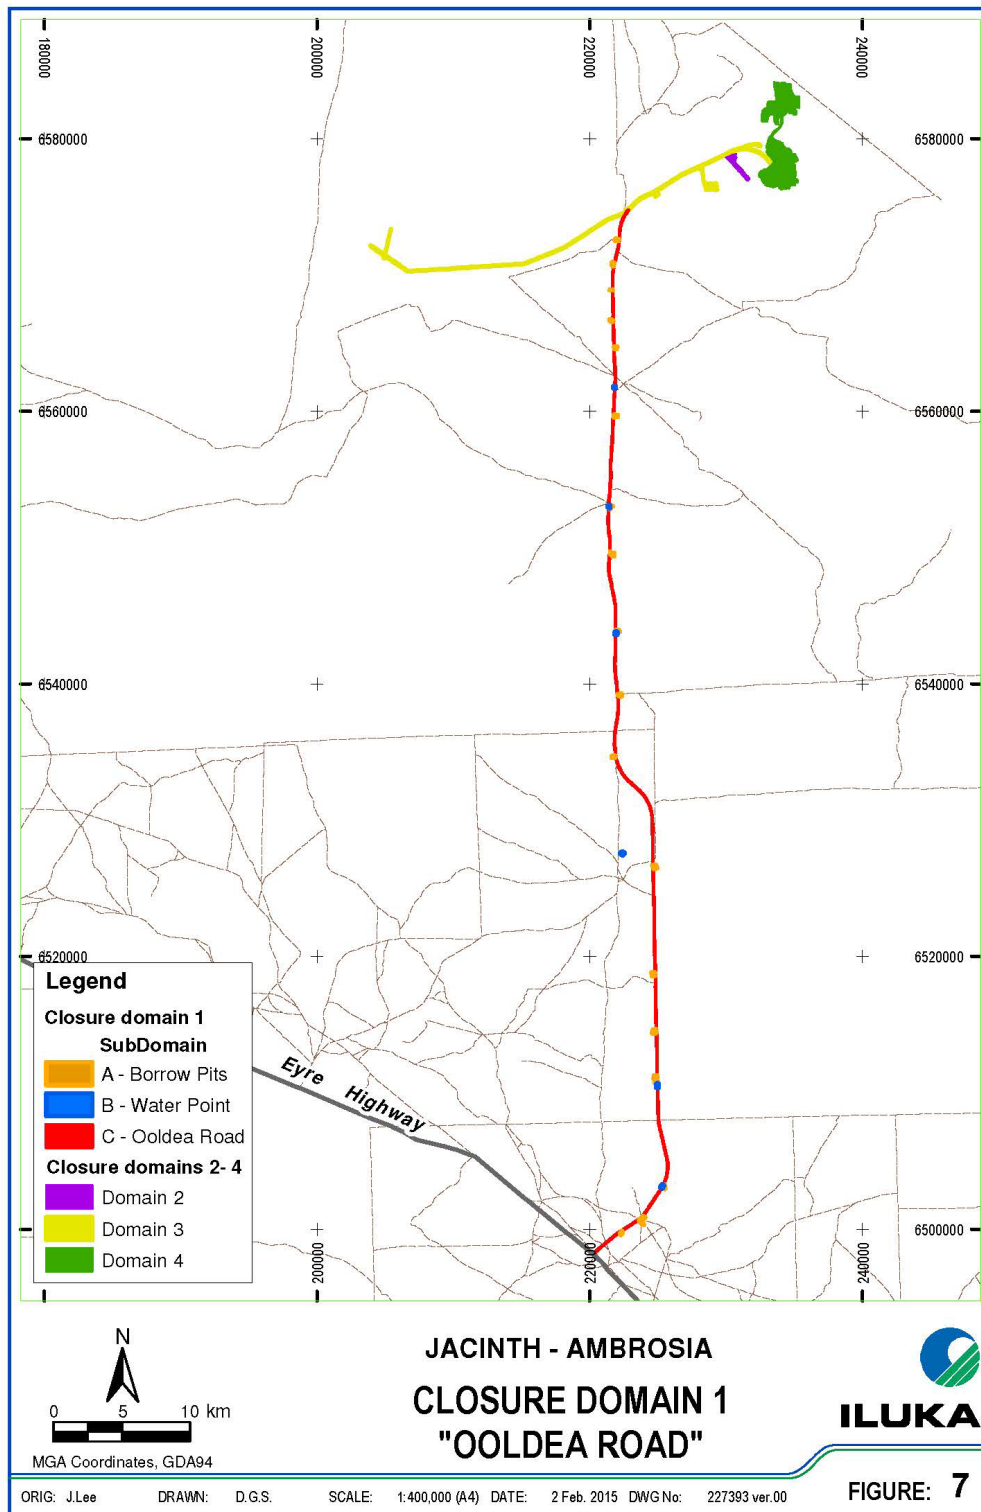 180000
200000
220000
240000
6580000
6580000
6560000
6560000
6540000
6540000
6520000
6520000
Legend
Closure domain 1
SubDomain
A - Borrow Pits
B - Water Point
C - Ooldea Road
Closure domains 2- 4
Domain 2
Domain 3
Domain 4
Eyre Highway
6500000
200000
220000
240000
N
0 5 10 km
MGA Coordinates, GDA94
JACINTH - AMBROSIA
CLOSURE DOMAIN 1
"OOLDEA ROAD"
ILUKA
ORIG: J.Lee DRAWN: D.G.S. SCALE: 1:400,000 (A4) DATE: 2 Feb. 2015 DWG No: 227393 ver.00
FIGURE: 7